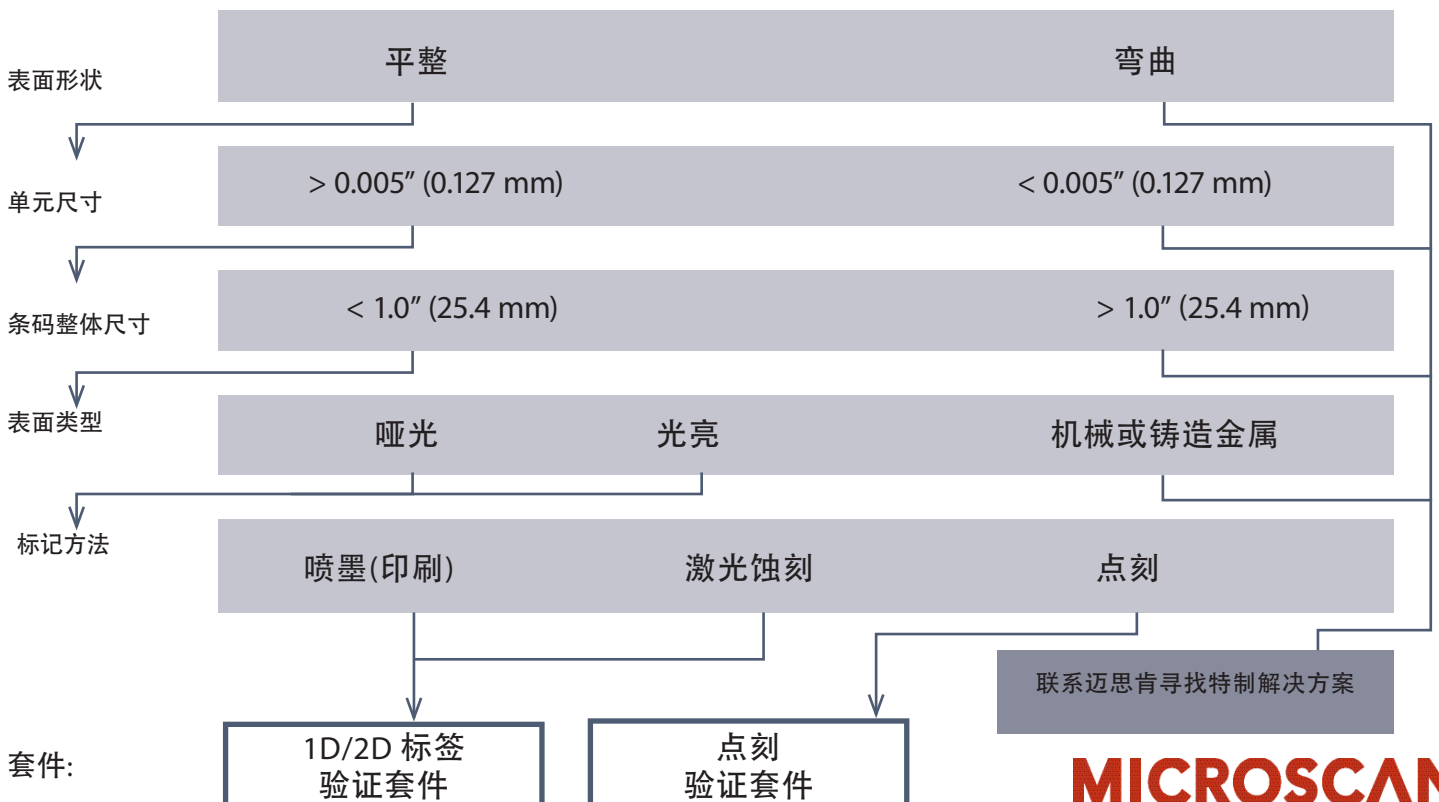 平整 弯曲
表面形状
> 0.005” (0.127 mm) < 0.005” (0.127 mm)
单元尺寸
< 1.0” (25.4 mm) > 1.0” (25.4 mm)
条码整体尺寸
表面类型
哑光 光亮 机械或铸造金属
标记方法
喷墨(印刷) 激光蚀刻 点刻
联系迈思肯寻找特制解决方案
套件:
1D/2D 标签
验证套件
点刻
验证套件
MICROSCAN